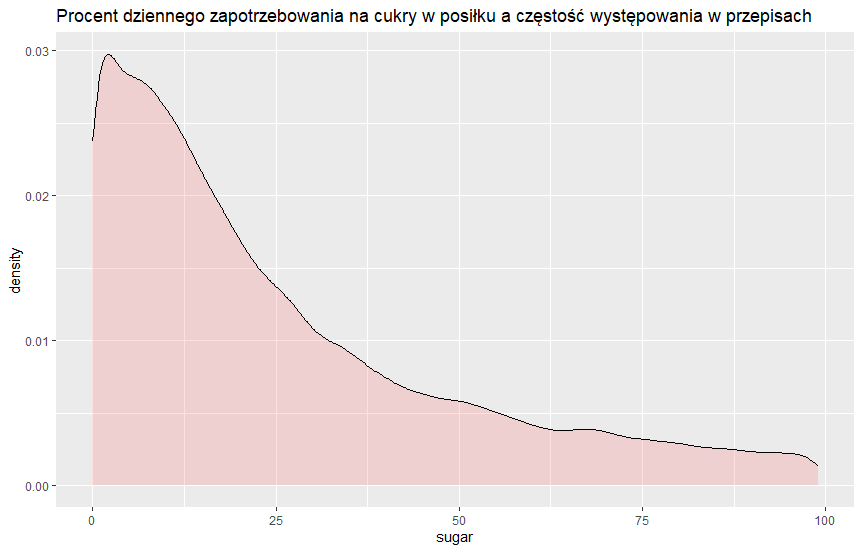 Procent dziennego zapotrzebowania na cukry w posiłku a częstość występowania w przepisach
0.03
0.02
0.01
0.00
density
0 25 50 75 100
sugar